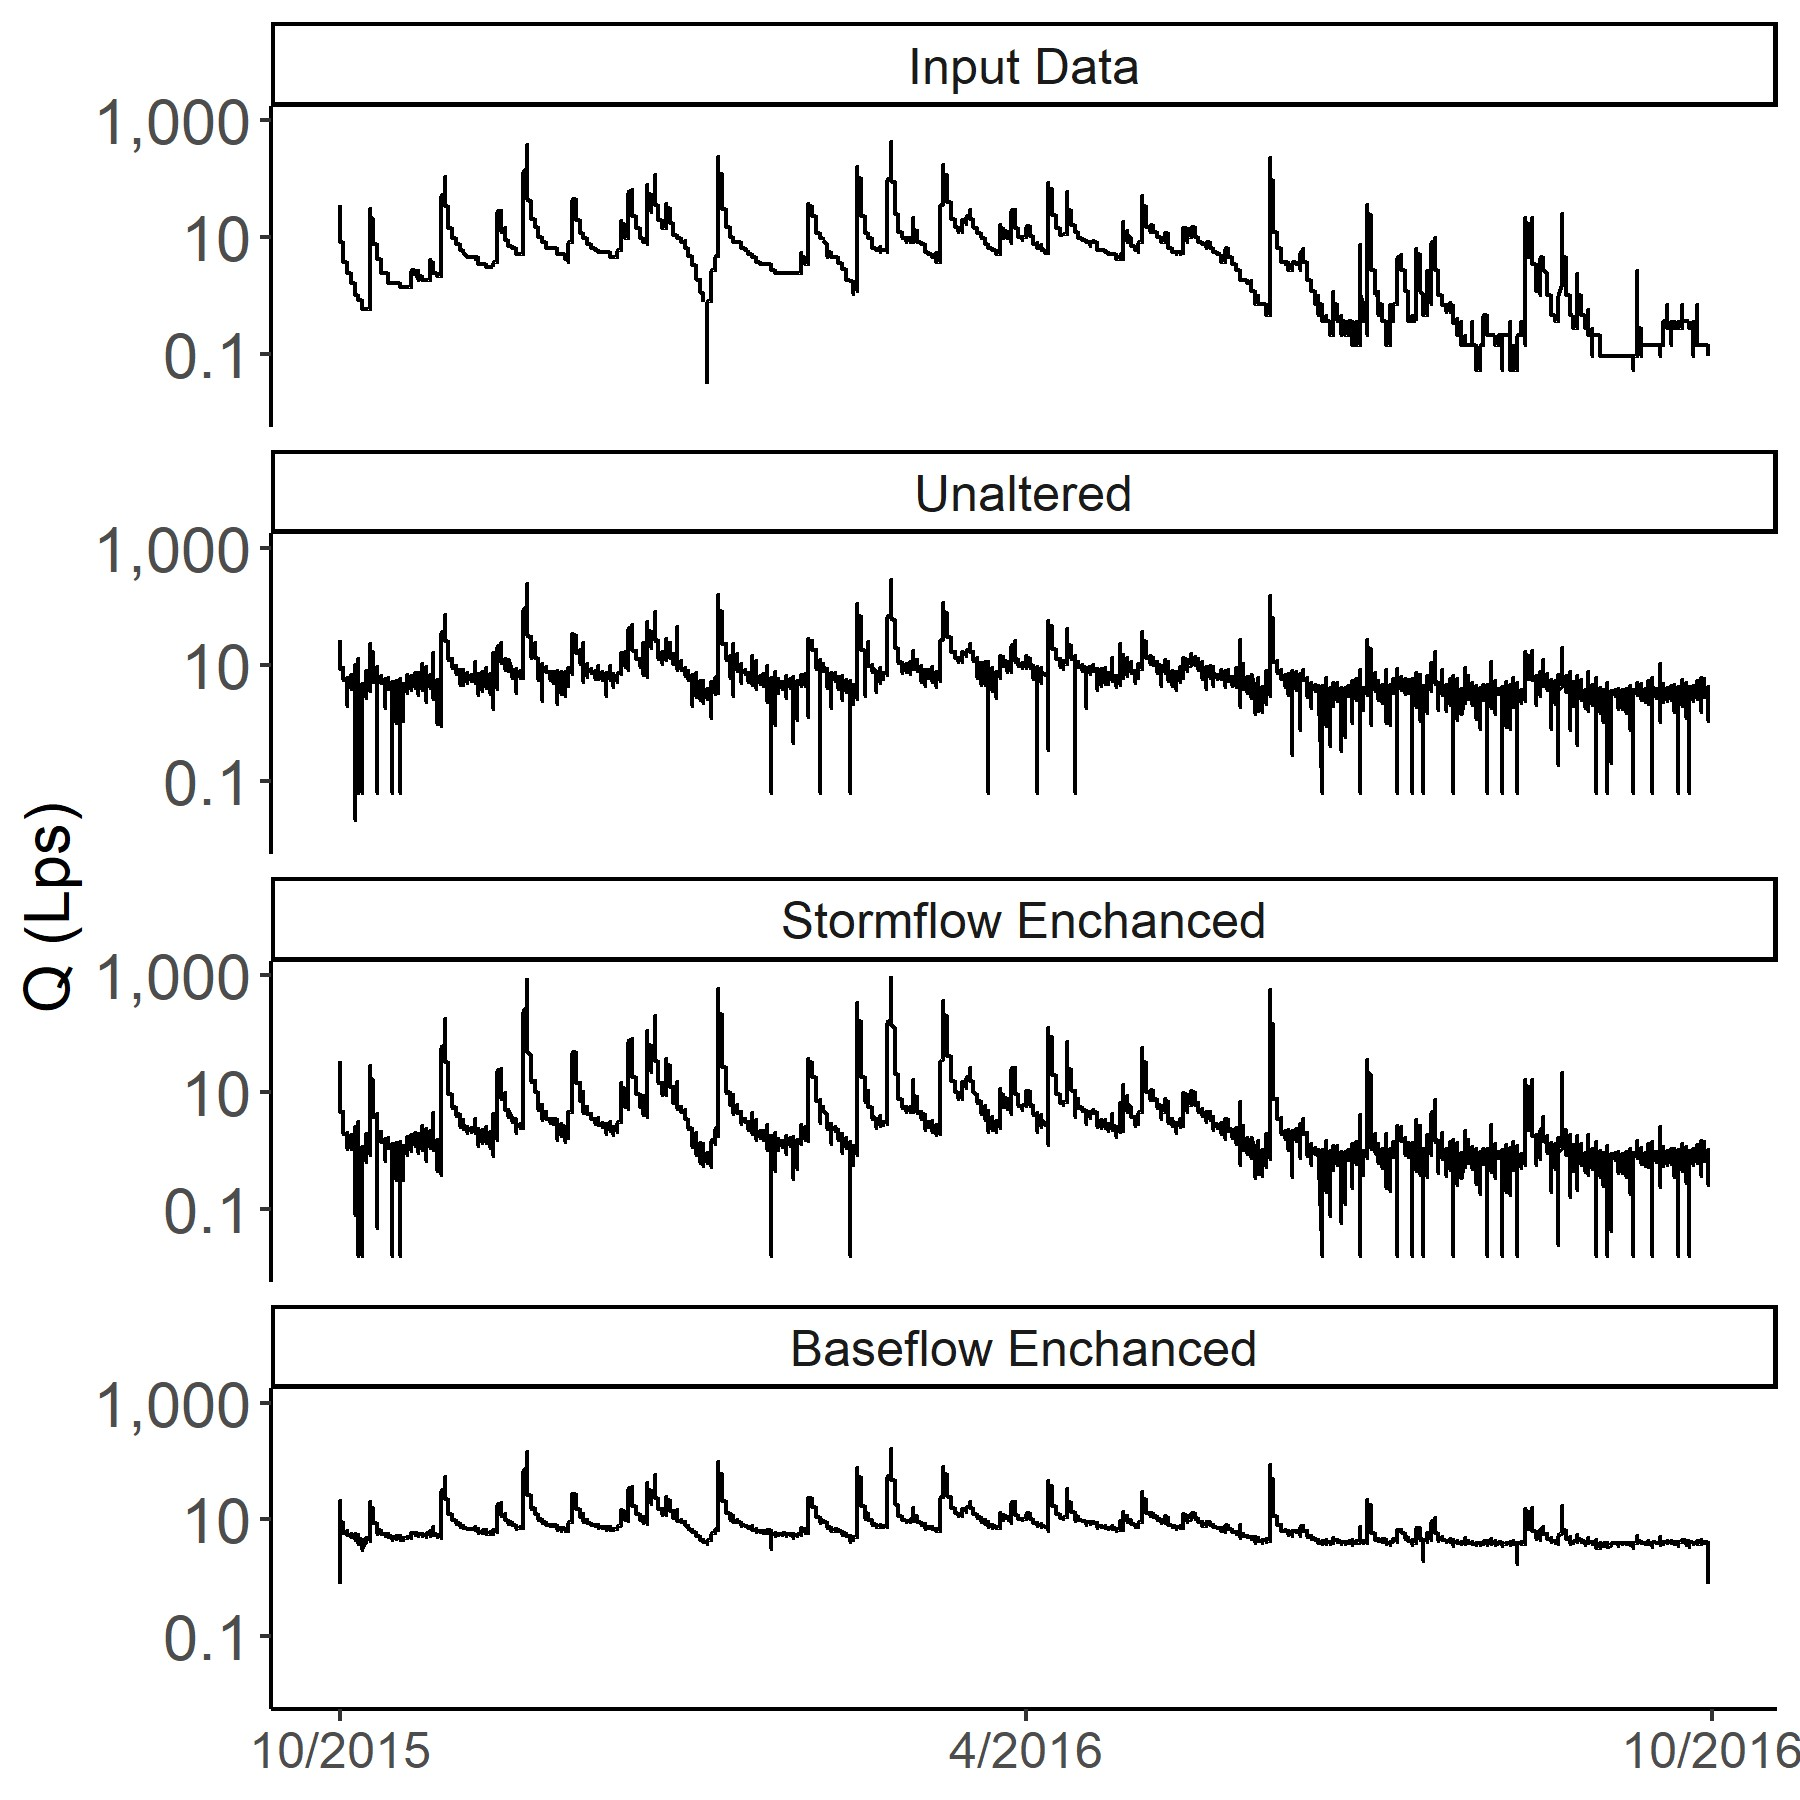 Input Data
1,000
10
0.1
Unaltered
1,000
10
0.1
Q (Lps)
Stormflow Enchanced
1,000
10
0.1
Baseflow Enchanced
1,000
10
0.1
10/2015 4/2016 10/2016